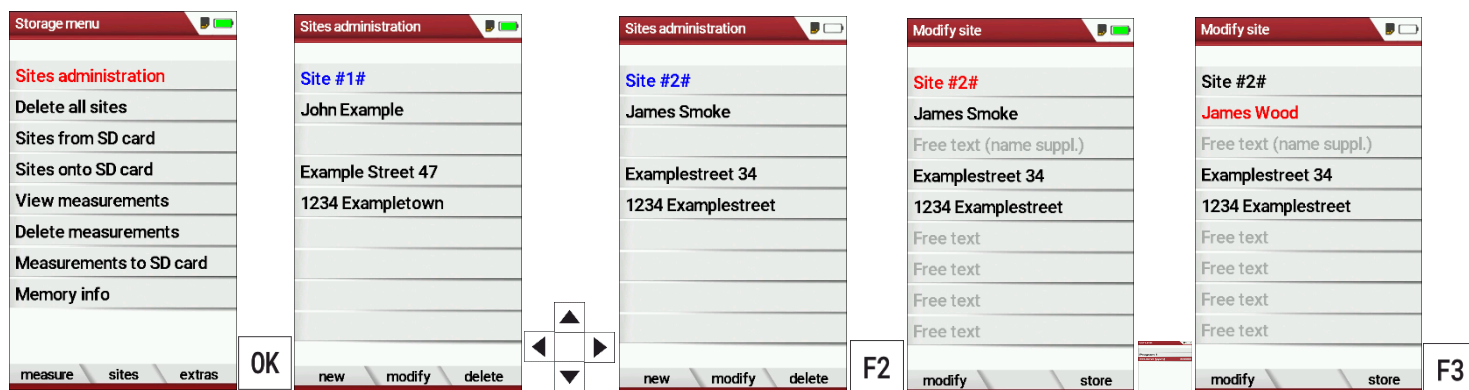 Storage menu
Sites administration
Delete all sites
Sites from SD card
Sites onto SD card
View measurements
Delete measurements
Measurements to SD card
Memory info
measure sites extras
OK
Sites administration
Site #1#
John Example
Example Street 47
1234 Exampletown
new modify delete
Sites administration
Site #2#
James Smoke
Examplestreet 34
1234 Examplestreet
new modify delete
F2
Modify site
Site #2#
James Smoke
Free text (name suppl.)
Examplestreet 34
1234 Examplestreet
Free text
Free text
Free text
Free text
modify store
Modify site
Site #2#
James Wood
Free text (name suppl.)
Examplestreet 34
1234 Examplestreet
Free text
Free text
Free text
Free text
modify store
F3